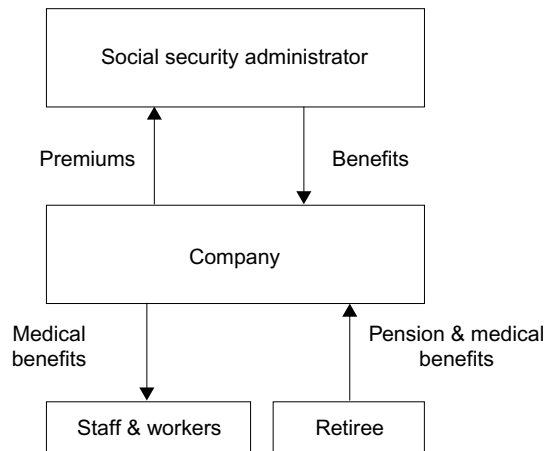 Social security administrator
Premiums
Benefits
Company
Medical
benefits
Pension & medical
benefits
Staff & workers
Retiree